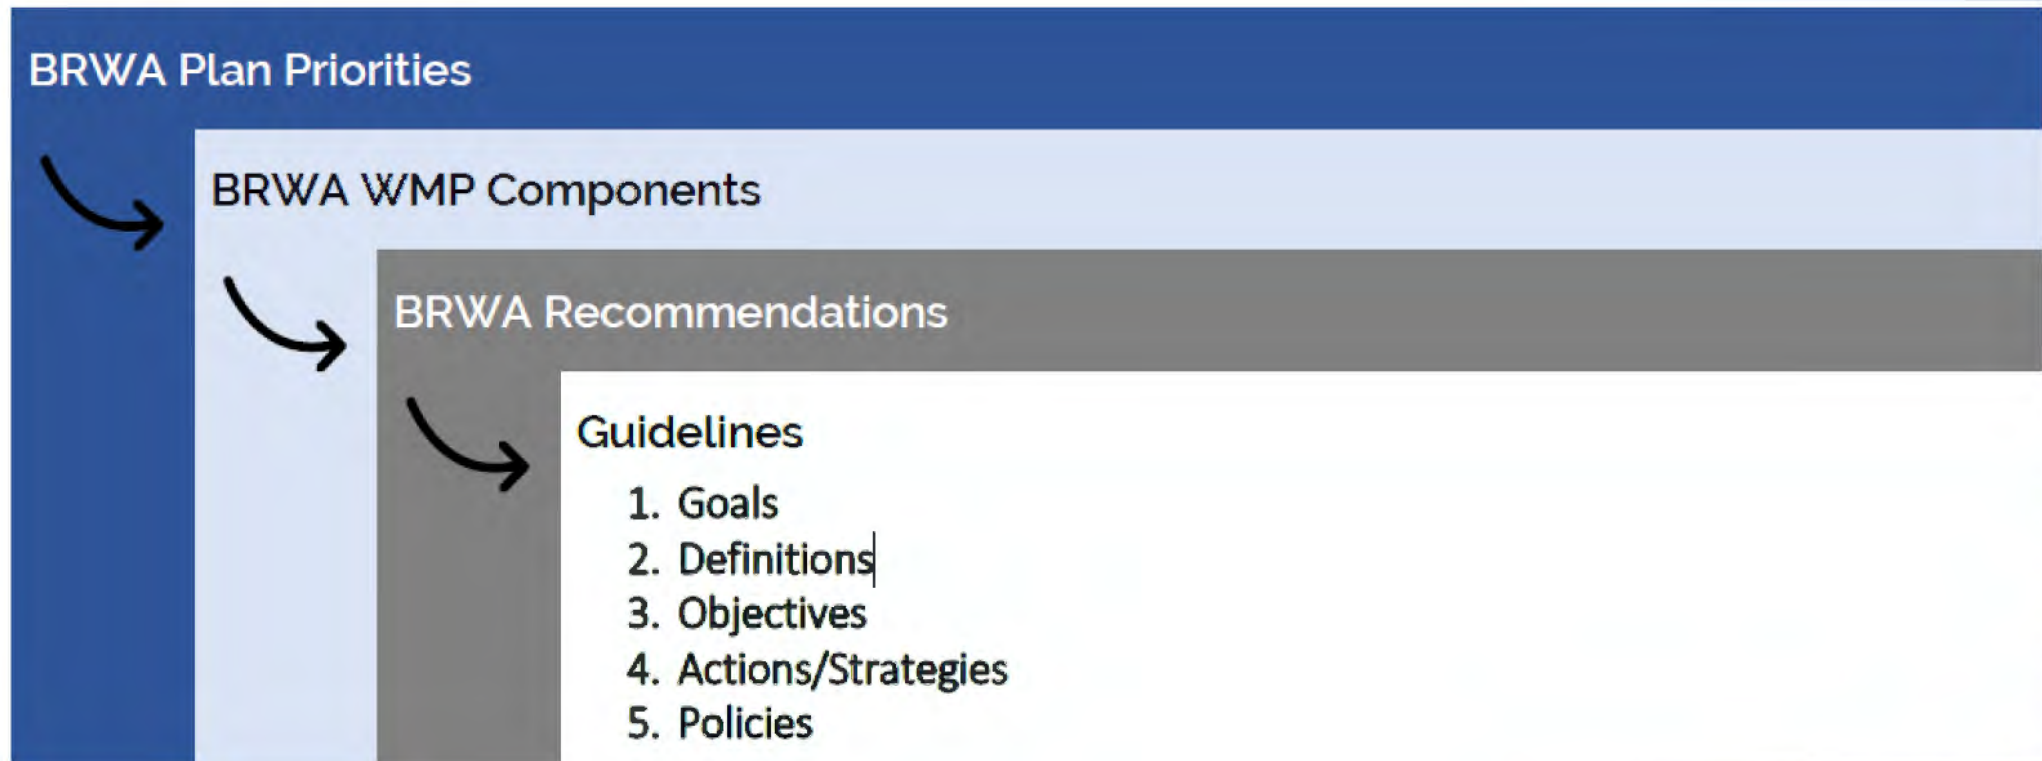 BRWA Plan Priorities
BRWA WMP Components
BRWA Recommendations
Guidelines
1. Goals
2. Definitions
3. Objectives
4. Actions/Strategies
5. Policies